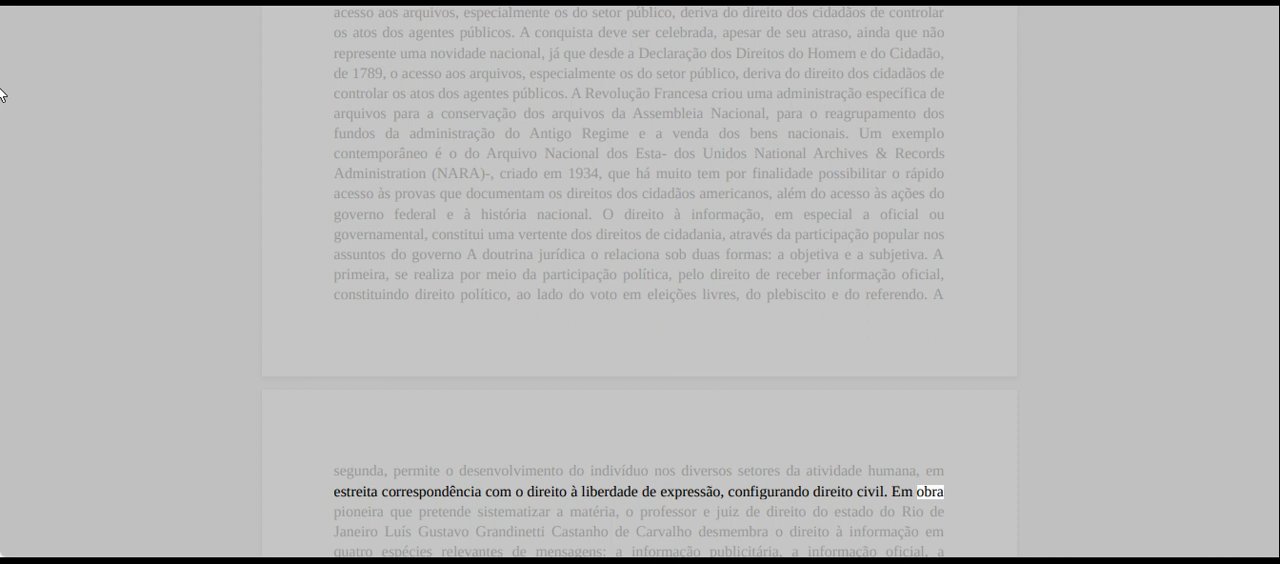 acesso aos arquivos, especialmente os do setor público, deriva do direito dos cidadãos de controlar
os atos dos agentes públicos. A conquista deve ser celebrada, apesar de seu atraso, ainda que não
represente uma novidade nacional, já que desde a Declaração dos Direitos do Homem e do Cidadão,
de 1789, o acesso aos arquivos, especialmente os do setor público, deriva do direito dos cidadãos de
controlar os atos dos agentes públicos. A Revolução Francesa criou uma administração específica de
arquivos para a conservação dos arquivos da Assembleia Nacional, para o reagrupamento dos
fundos da administração do Antigo Regime e a venda dos bens nacionais. Um exemplo
contemporâneo é o do Arquivo Nacional dos Esta- dos Unidos National Archives & Records
Administration (NARA)-, criado em 1934, que há muito tem por finalidade possibilitar o rápido
acesso às provas que documentam os direitos dos cidadãos americanos, além do acesso às ações do
governo federal e à história nacional. O direito à informação, em especial a oficial ou
governamental, constitui uma vertente dos direitos de cidadania, através da participação popular nos
assuntos do governo A doutrina jurídica o relaciona sob duas formas: a objetiva e a subjetiva. A
primeira, se realiza por meio da participação política, pelo direito de receber informação oficial,
constituindo direito político, ao lado do voto em eleições livres, do plebiscito e do referendo. A
segunda, permite o desenvolvimento do indivíduo nos diversos setores da atividade humana, em
estreita correspondência com o direito à liberdade de expressão, configurando direito civil. Em obra
pioneira que pretende sistematizar a matéria, o professor e juiz de direito do estado do Rio de
Janeiro Luís Gustavo Grandinetti Castanho de Carvalho desmembra o direito à informação em
quatro espécies relevantes de mensagens: a informação publicitária, a informação oficial, a